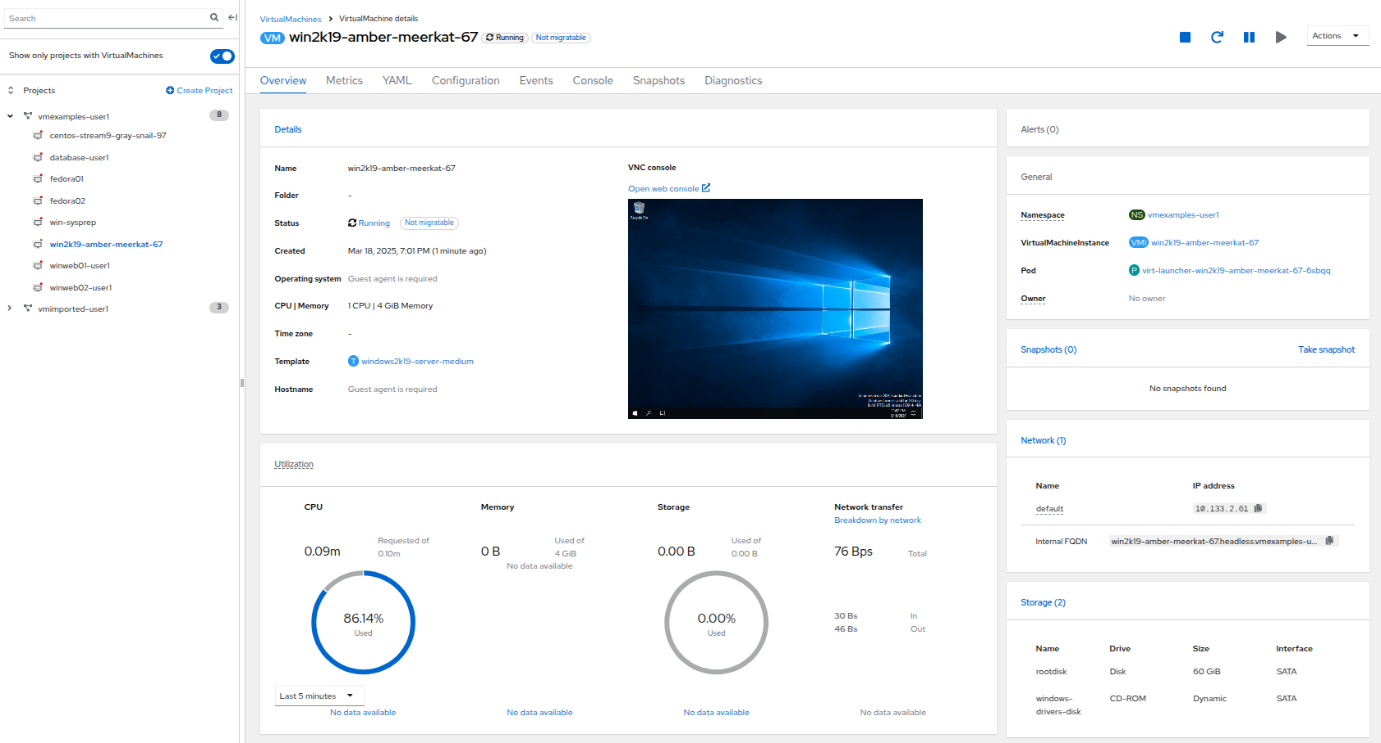 Search
Show only projects with VirtualMachines
Projects
Create Project
vmexamples-user1
8
centos-stream9-gray-snail-97
database-user1
fedora01
fedora02
win-sysprep
win2k19-amber-meerkat-67
winweb01-user1
winweb02-user1
vmimported-user1
3
VirtualMachines > VirtualMachine details
VM win2k19-amber-meerkat-67 Running Not migratable
Actions
Overview Metrics YAML Configuration Events Console Snapshots Diagnostics
Details
Name win2k19-amber-meerkat-67
Folder -
Status Running Not migratable
Created Mar 18, 2025, 7:01 PM (1 minute ago)
Operating system Guest agent is required
CPU | Memory 1 CPU | 4 GiB Memory
Time zone -
Template T windows2k19-server-medium
Hostname Guest agent is required
VNC console
Open web console
Utilization
CPU
0.09m Requested of
0.10m
86.14%
Used
Last 5 minutes
No data available
Memory
0 B Used of
4 GiB
No data available
No data available
Storage
0.00 B Used of
0.00 B
0.00%
Used
No data available
Network transfer
Breakdown by network
76 Bps Total
30 Bs In
46 Bs Out
No data available
Alerts (0)
General
Namespace NS vmexamples-user1
VirtualMachineInstance VMI win2k19-amber-meerkat-67
Pod P virt-launcher-win2k19-amber-meerkat-67-6sbqq
Owner No owner
Snapshots (0) Take snapshot
No snapshots found
Network (1)
Name IP address
default 10.133.2.61
Internal FQDN win2k19-amber-meerkat-67.headless.vmexamples-u...
Storage (2)
Name Drive Size Interface
rootdisk Disk 60 GiB SATA
windows-
drivers-disk CD-ROM Dynamic SATA